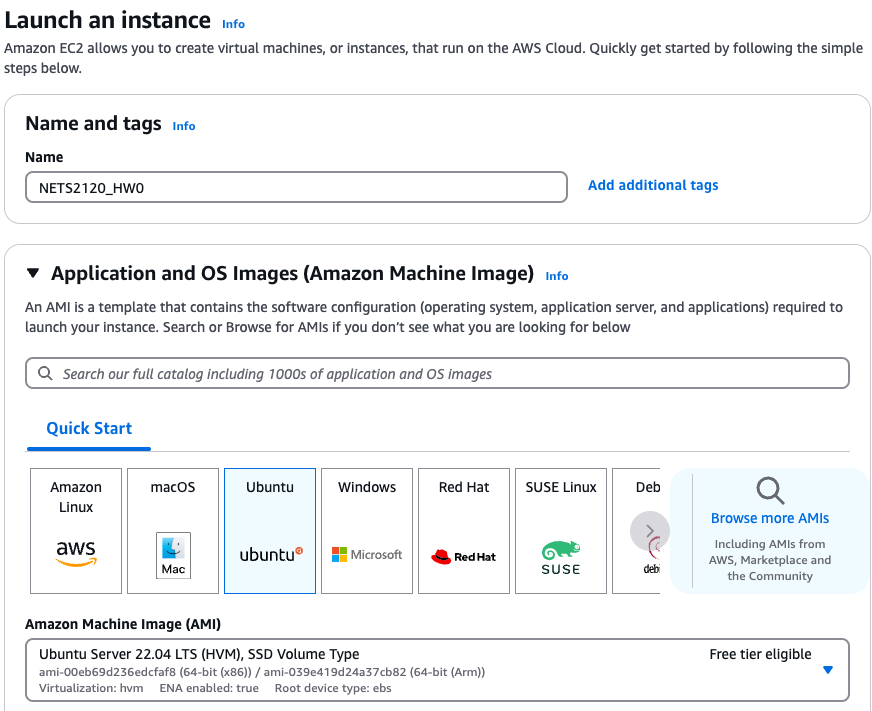 Launch an instance Info
Amazon EC2 allows you to create virtual machines, or instances, that run on the AWS Cloud. Quickly get started by following the simple
steps below.
Name and tags Info
Name
NETS2120_HW0
Add additional tags
Application and OS Images (Amazon Machine Image) Info
An AMI is a template that contains the software configuration (operating system, application server, and applications) required to
launch your instance. Search or Browse for AMIs if you don't see what you are looking for below
Search our full catalog including 1000s of application and OS images
Quick Start
Amazon
Linux
aws
macOS
Mac
Ubuntu
ubuntu
Windows
Microsoft
Red Hat
Red Hat
SUSE Linux
SUSE
Deb
debi
Browse more AMIs
Including AMIs from
AWS, Marketplace and
the Community
Amazon Machine Image (AMI)
Ubuntu Server 22.04 LTS (HVM), SSD Volume Type
Free tier eligible
ami-00eb69d236edcfaf8 (64-bit (x86)) / ami-039e419d24a37cb82 (64-bit (Arm))
Virtualization: hvm ENA enabled: true Root device type: ebs